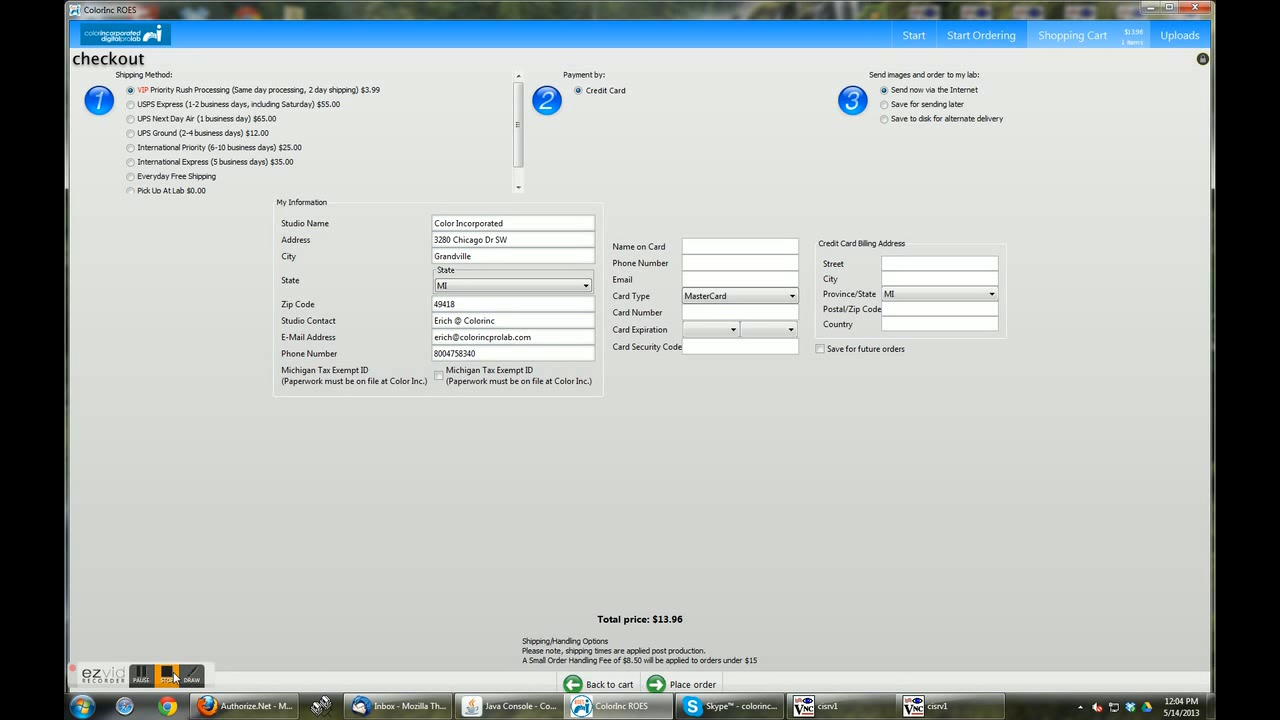 ColorInc ROES
colorincorporated
digitalprolab
Start
Start Ordering
Shopping Cart
$13.96
1 items
Uploads
checkout
Shipping Method:
1
VIP Priority Rush Processing (Same day processing, 2 day shipping) $3.99
USPS Express (1-2 business days, including Saturday) $55.00
UPS Next Day Air (1 business day) $65.00
UPS Ground (2-4 business days) $12.00
International Priority (6-10 business days) $25.00
International Express (5 business days) $35.00
Everyday Free Shipping
Pick Up At Lab $0.00
Payment by:
2
Credit Card
Send images and order to my lab:
3
Send now via the Internet
Save for sending later
Save to disk for alternate delivery
My Information
Studio Name
Color Incorporated
Address
3280 Chicago Dr SW
City
Grandville
State
State
MI
Zip Code
49418
Studio Contact
Erich @ Colorinc
E-Mail Address
erich@colorincprolab.com
Phone Number
8004758340
Michigan Tax Exempt ID
(Paperwork must be on file at Color Inc.)
Michigan Tax Exempt ID
(Paperwork must be on file at Color Inc.)
Name on Card
Phone Number
Email
Card Type
MasterCard
Card Number
Card Expiration
Card Security Code
Credit Card Billing Address
Street
City
Province/State
MI
Postal/Zip Code
Country
Save for future orders
Total price: $13.96
Shipping/Handling Options
Please note, shipping times are applied post production.
A Small Order Handling Fee of $8.50 will be applied to orders under $15
Back to cart
Place order
ezvid
RECORDER
PAUSE
STOP
DRAW
Authorize.Net - M...
Inbox - Mozilla Th...
Java Console - Co...
ColorInc ROES
Skype™ - colorinc...
cisrv1
cisrv1
12:04 PM
5/14/2013